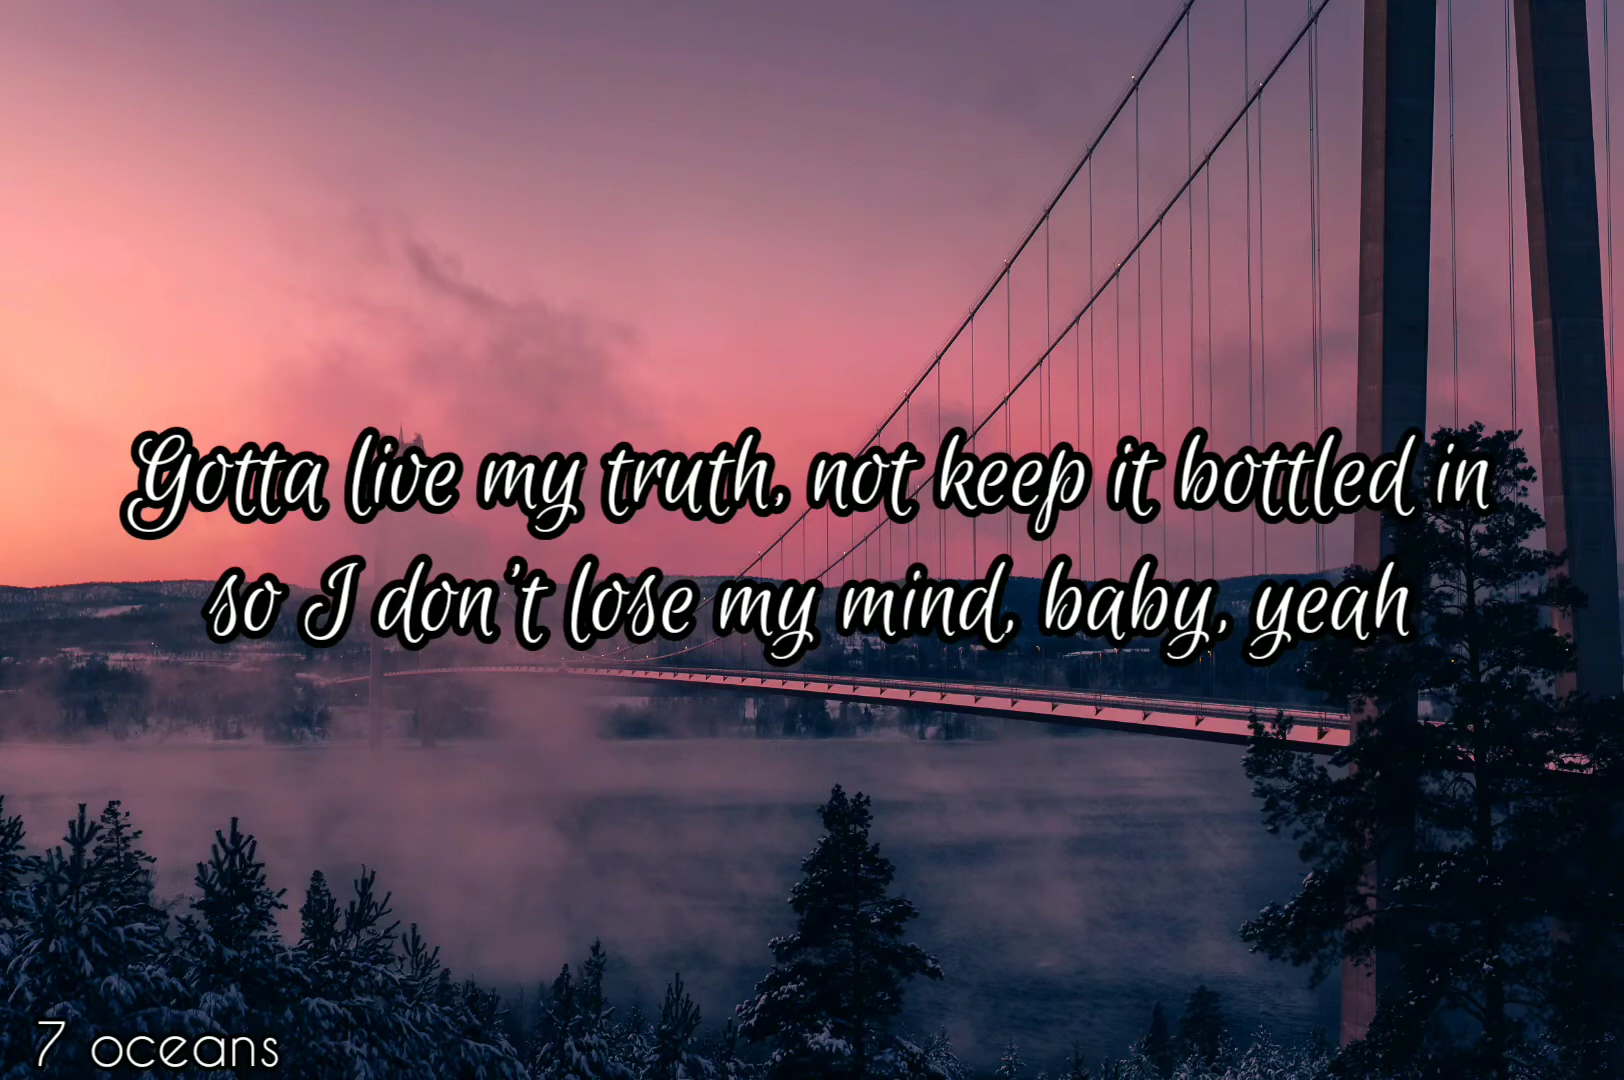 Gotta live my truth, not keep it bottled in
so I don't lose my mind, baby, yeah
7 oceans